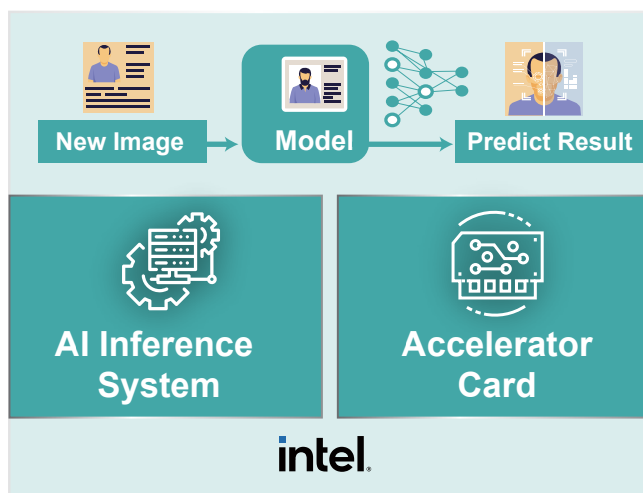 New Image
Model
Predict Result
AI Inference
System
Accelerator
Card
intel.